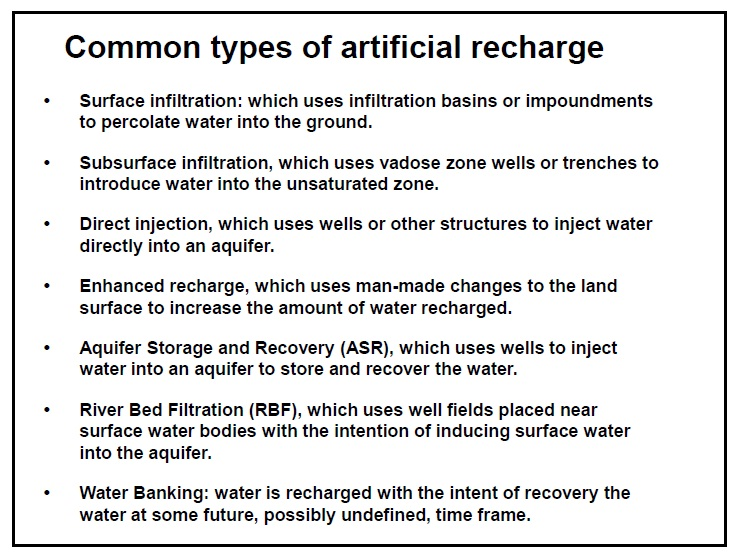 Common types of artificial recharge
• Surface infiltration: which uses infiltration basins or impoundments
to percolate water into the ground.
• Subsurface infiltration, which uses vadose zone wells or trenches to
introduce water into the unsaturated zone.
• Direct injection, which uses wells or other structures to inject water
directly into an aquifer.
• Enhanced recharge, which uses man-made changes to the land
surface to increase the amount of water recharged.
• Aquifer Storage and Recovery (ASR), which uses wells to inject
water into an aquifer to store and recover the water.
• River Bed Filtration (RBF), which uses well fields placed near
surface water bodies with the intention of inducing surface water
into the aquifer.
• Water Banking: water is recharged with the intent of recovery the
water at some future, possibly undefined, time frame.